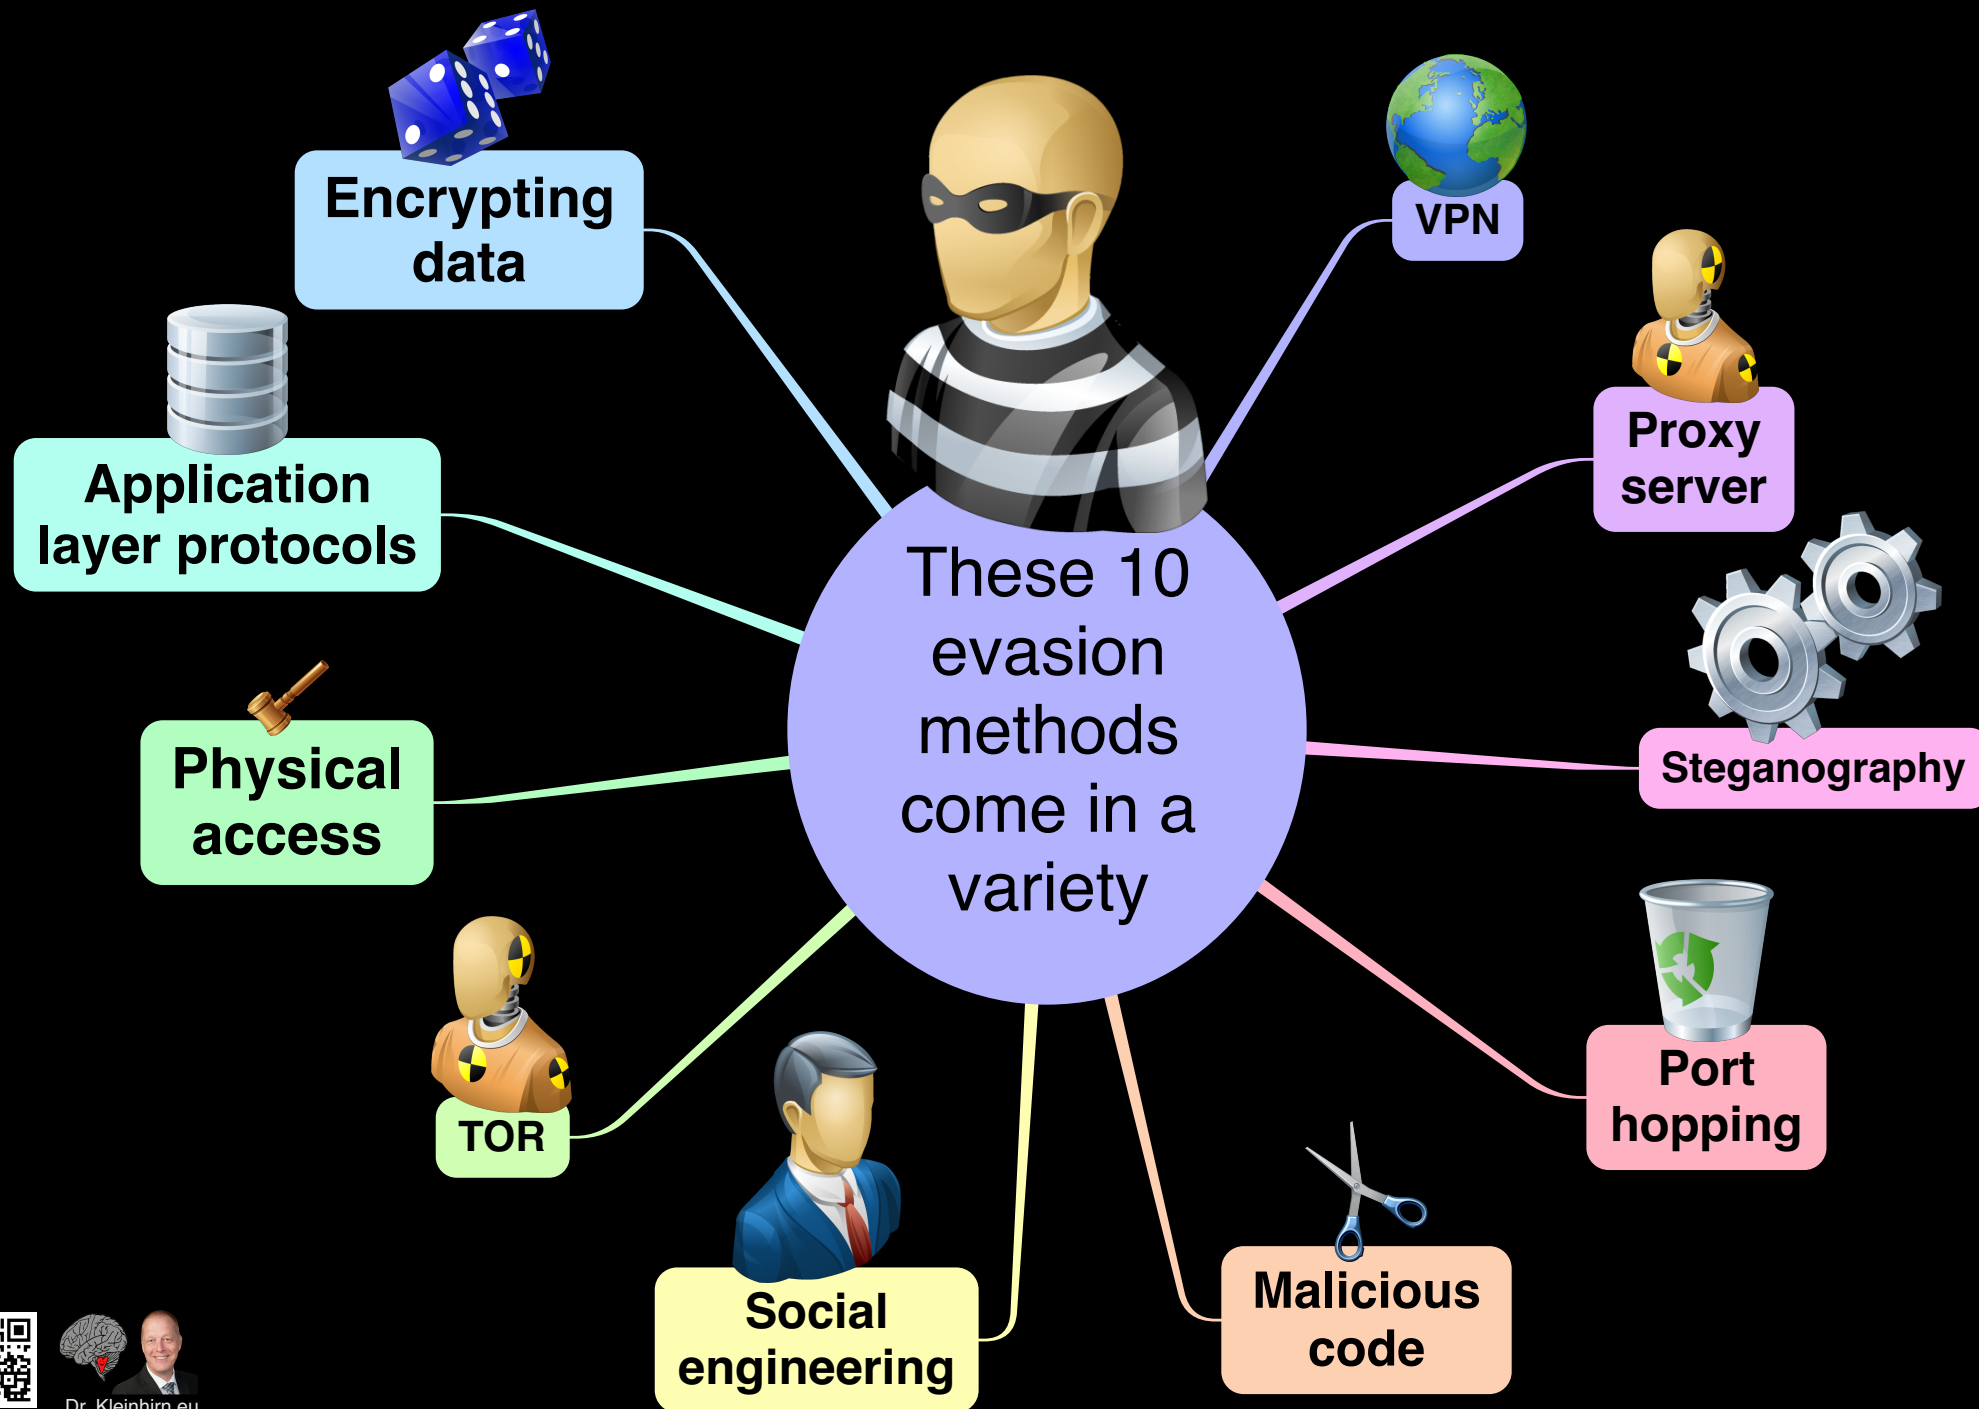 These 10
evasion
methods
come in a
variety
VPN
Proxy
server
Steganography
Port
hopping
Malicious
code
Social
engineering
TOR
Physical
access
Application
layer protocols
Encrypting
data
Dr. Kleinhirn.eu